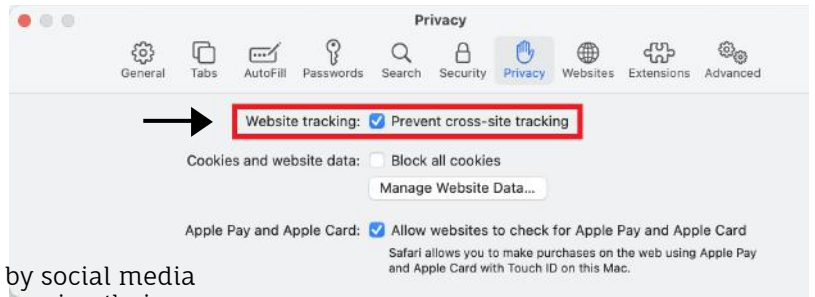 Privacy
General Tabs AutoFill Passwords Search Security Privacy Websites Extensions Advanced
Website tracking: Prevent cross-site tracking
Cookies and website data: Block all cookies
Manage Website Data...
Apple Pay and Apple Card: Allow websites to check for Apple Pay and Apple Card
Safari allows you to make purchases on the web using Apple Pay
and Apple Card with Touch ID on this Mac.
by social media